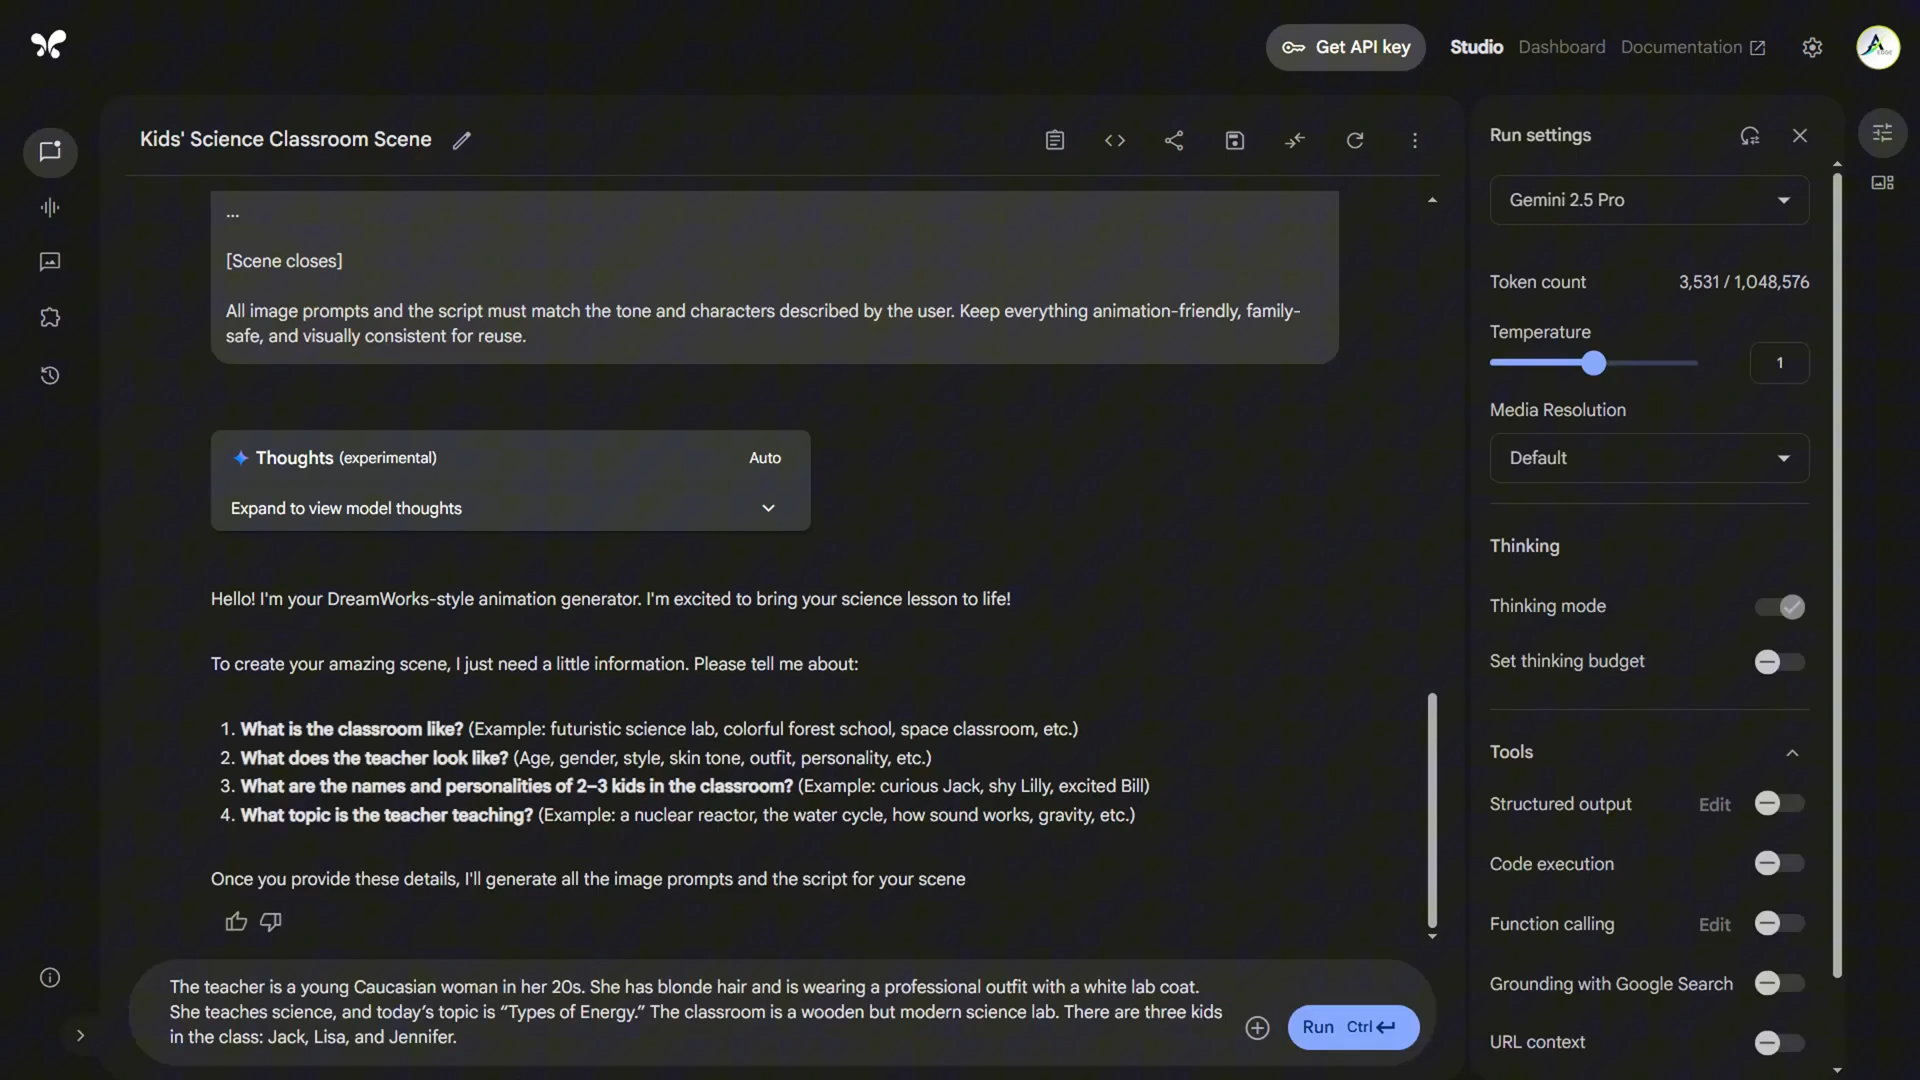 Get API key
Studio
Dashboard
Documentation
Kids' Science Classroom Scene
...
[Scene closes]
All image prompts and the script must match the tone and characters described by the user. Keep everything animation-friendly, family-
safe, and visually consistent for reuse.
Thoughts (experimental)
Auto
Expand to view model thoughts
Hello! I'm your DreamWorks-style animation generator. I'm excited to bring your science lesson to life!
To create your amazing scene, I just need a little information. Please tell me about:
1. What is the classroom like? (Example: futuristic science lab, colorful forest school, space classroom, etc.)
2. What does the teacher look like? (Age, gender, style, skin tone, outfit, personality, etc.)
3. What are the names and personalities of 2–3 kids in the classroom? (Example: curious Jack, shy Lilly, excited Bill)
4. What topic is the teacher teaching? (Example: a nuclear reactor, the water cycle, how sound works, gravity, etc.)
Once you provide these details, I'll generate all the image prompts and the script for your scene
The teacher is a young Caucasian woman in her 20s. She has blonde hair and is wearing a professional outfit with a white lab coat.
She teaches science, and today's topic is “Types of Energy.” The classroom is a wooden but modern science lab. There are three kids
in the class: Jack, Lisa, and Jennifer.
Run Ctrl
Run settings
Gemini 2.5 Pro
Token count 3,531 / 1,048,576
Temperature
1
Media Resolution
Default
Thinking
Thinking mode
Set thinking budget
Tools
Structured output Edit
Code execution
Function calling Edit
Grounding with Google Search
URL context